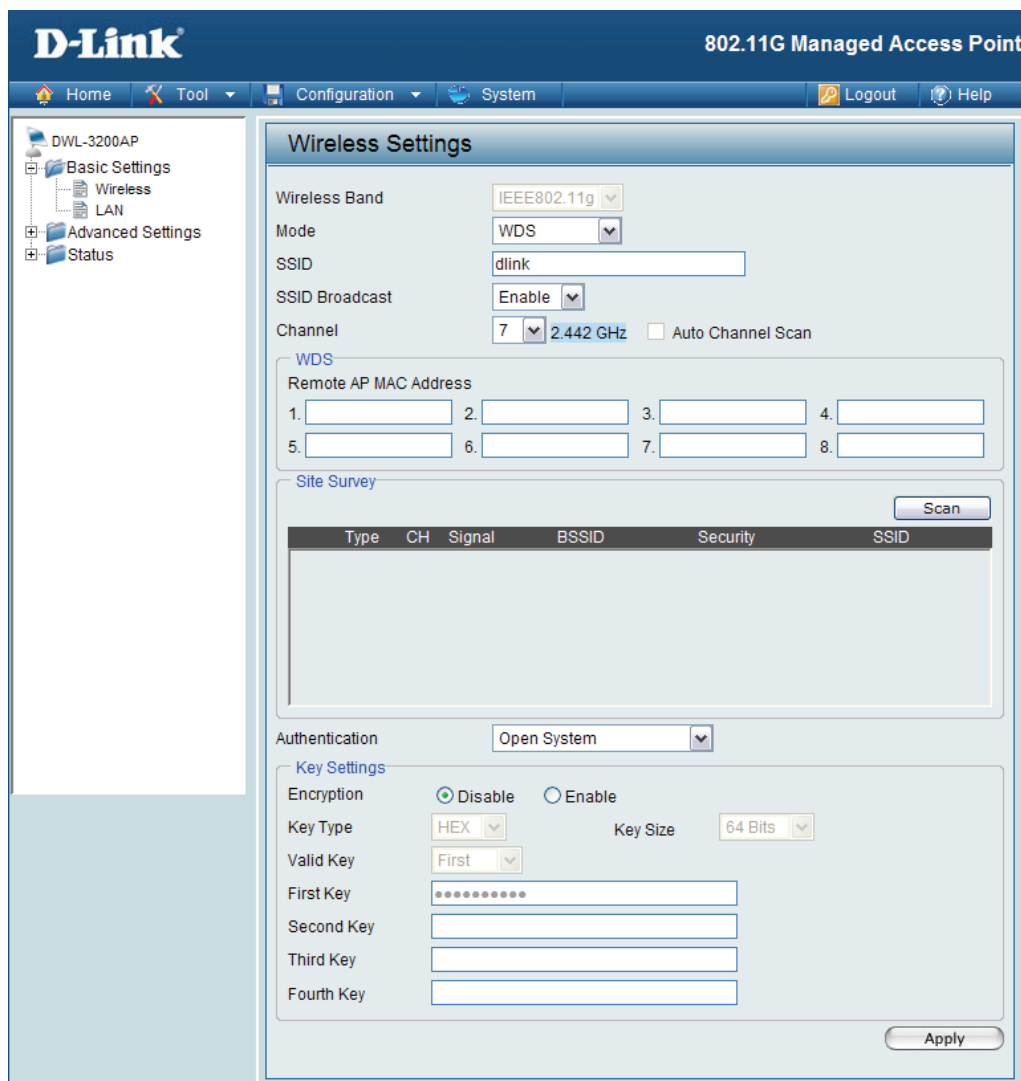 D-Link
802.11G Managed Access Point
Home Tool Configuration System Logout Help
DWL-3200AP
Basic Settings
Wireless
LAN
Advanced Settings
Status
Wireless Settings
Wireless Band IEEE802.11g
Mode WDS
SSID dlink
SSID Broadcast Enable
Channel 7 2.442 GHz Auto Channel Scan
WDS
Remote AP MAC Address
1. 2. 3. 4.
5. 6. 7. 8.
Site Survey
Scan
Type CH Signal BSSID Security SSID
Authentication Open System
Key Settings
Encryption Disable Enable
Key Type HEX Key Size 64 Bits
Valid Key First
First Key ●●●●●●●●●●
Second Key
Third Key
Fourth Key
Apply